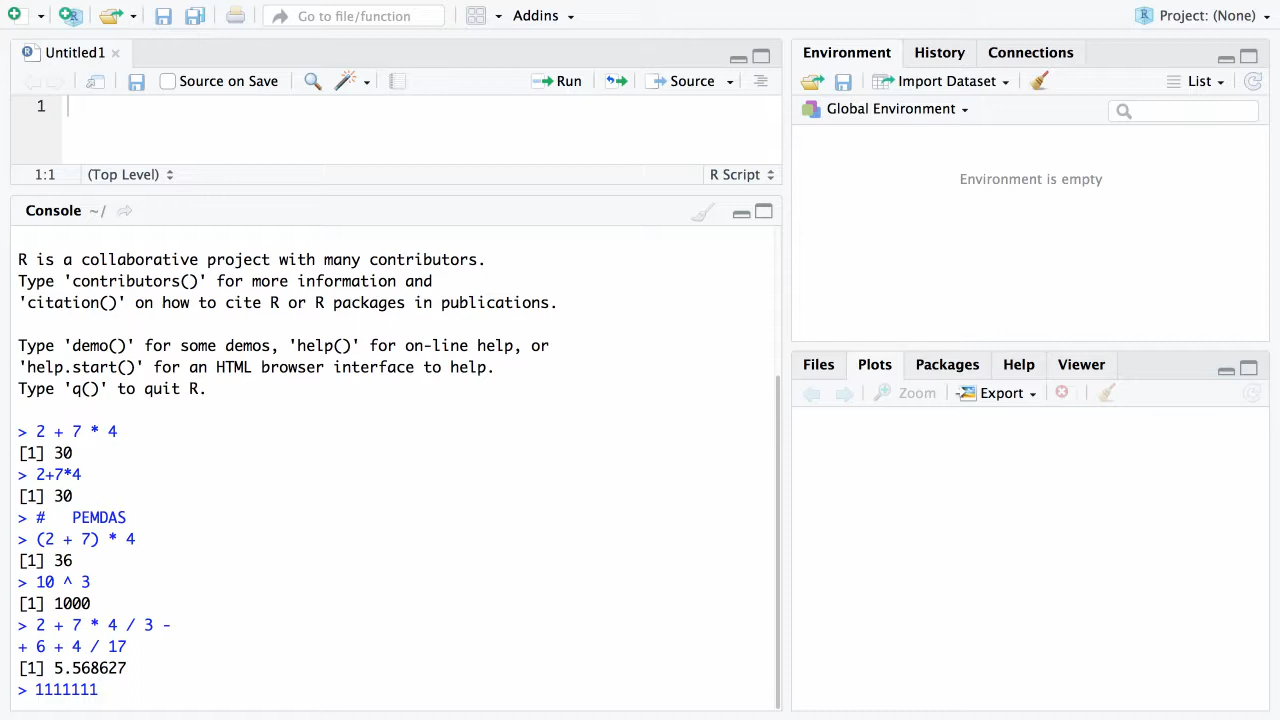 Go to file/function
Addins
Project: (None)
Untitled1
Source on Save
Run
Source
1
1:1 (Top Level)
R Script
Console ~/
R is a collaborative project with many contributors.
Type 'contributors()' for more information and
'citation()' on how to cite R or R packages in publications.
Type 'demo()' for some demos, 'help()' for on-line help, or
'help.start()' for an HTML browser interface to help.
Type 'q()' to quit R.
> 2 + 7 * 4
[1] 30
> 2+7*4
[1] 30
> #   PEMDAS
> (2 + 7) * 4
[1] 36
> 10 ^ 3
[1] 1000
> 2 + 7 * 4 / 3 -
+ 6 + 4 / 17
[1] 5.568627
> 1111111
Environment History Connections
Import Dataset
List
Global Environment
Environment is empty
Files Plots Packages Help Viewer
Zoom
Export